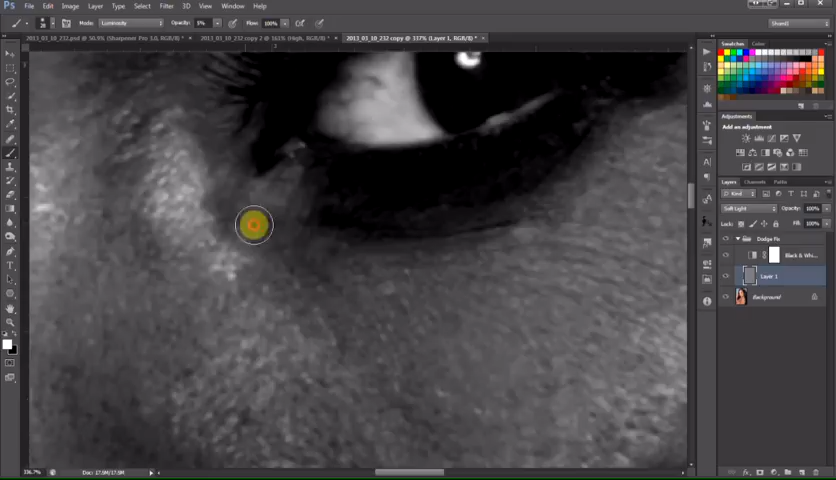 Ps File Edit Image Layer Type Select Filter 3D View Window Help
Mode: Luminosity Opacity: 5% Flow: 100%
2013_03_10_232.psd @ 50.9% (Sharpener Pro 3.0, RGB/8) * × 2013_03_10_232 copy 2 @ 161% (High, RGB/8) * × 2013_03_10_232 copy @ 337% (Layer 1, RGB/8) * ×
Swatches Color
Adjustments
Add an adjustment
Layers Channels Paths
Kind
Soft Light Opacity: 100%
Lock: Fill: 100%
Dodge Fix
Black & Whi...
Layer 1
Background
336.7% Doc: 17.9M/17.9M